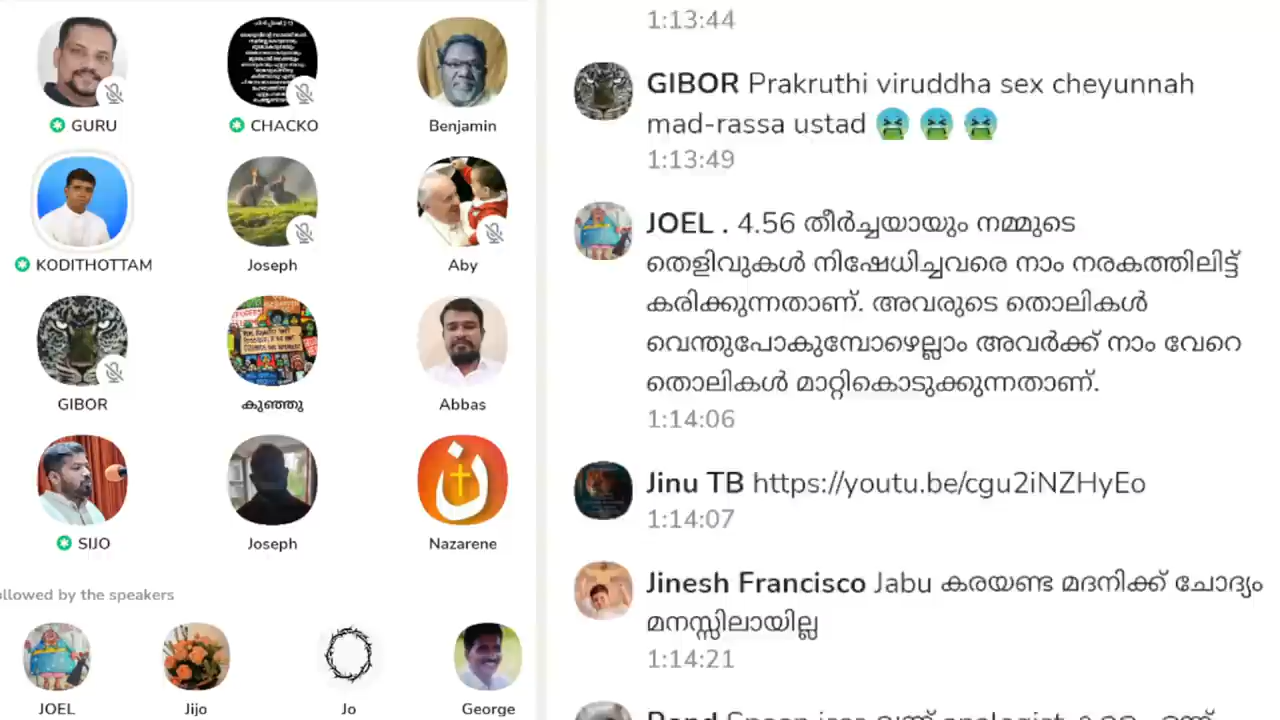 GURU
CHACKO
Benjamin
KODITHOTTAM
Joseph
Aby
GIBOR
കുഞ്ഞു
Abbas
SIJO
Joseph
Nazarene
ollowed by the speakers
JOEL
Jijo
Jo
George
1:13:44
GIBOR Prakruthi viruddha sex cheyunnah
mad-rassa ustad 🤮 🤮 🤮
1:13:49
JOEL . 4.56 തീർച്ചയായും നമ്മുടെ
തെളിവുകൾ നിഷേധിച്ചവരെ നാം നരകത്തിലിട്ട്
കരിക്കുന്നതാണ്. അവരുടെ തൊലികൾ
വെന്തുപോകുമ്പോഴെല്ലാം അവർക്ക് നാം വേറെ
തൊലികൾ മാറ്റികൊടുക്കുന്നതാണ്.
1:14:06
Jinu TB https://youtu.be/cgu2iNZHyEo
1:14:07
Jinesh Francisco Jabu കരയണ്ട മദനിക്ക് ചോദ്യം
മനസ്സിലായില്ല
1:14:21